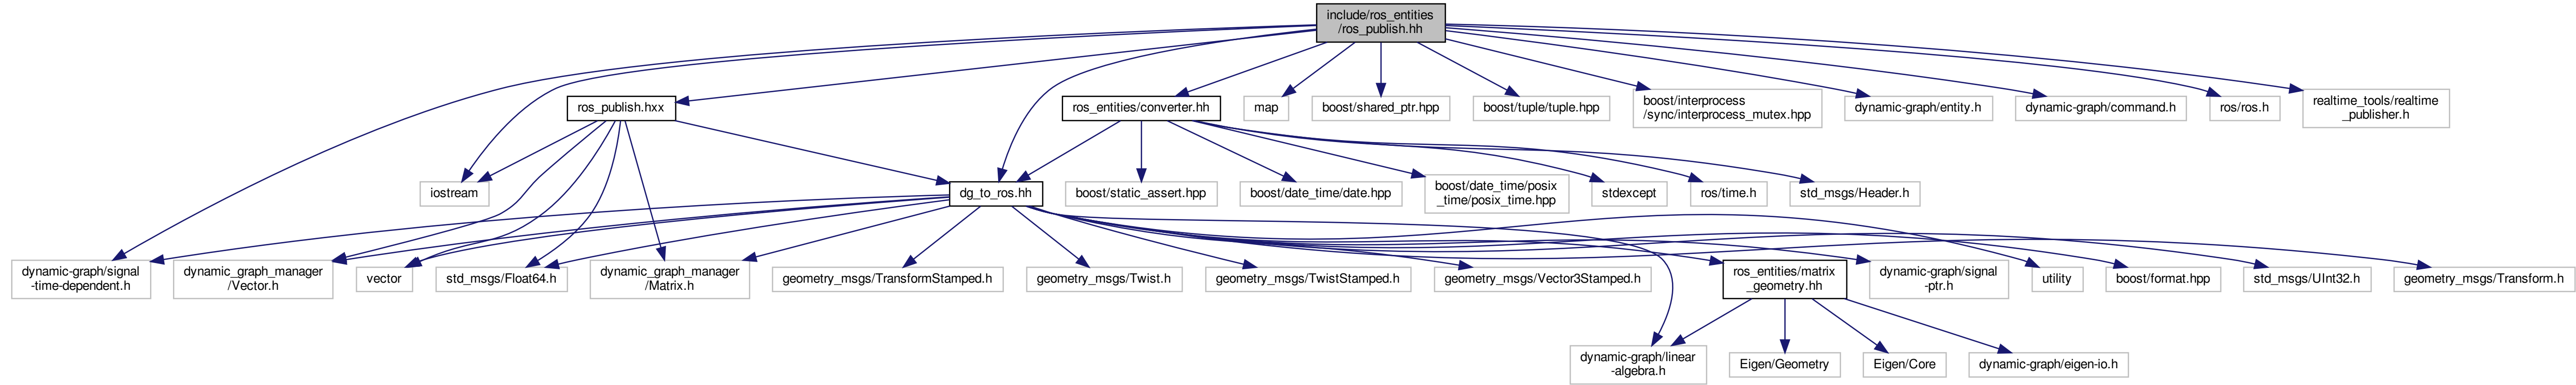 include/ros_entities
/ros_publish.hh
ros_publish.hxx
ros_entities/converter.hh
map
boost/shared_ptr.hpp
boost/tuple/tuple.hpp
boost/interprocess
/sync/interprocess_mutex.hpp
dynamic-graph/entity.h
dynamic-graph/command.h
ros/ros.h
realtime_tools/realtime
_publisher.h
iostream
dg_to_ros.hh
boost/static_assert.hpp
boost/date_time/date.hpp
boost/date_time/posix
_time/posix_time.hpp
stdexcept
ros/time.h
std_msgs/Header.h
dynamic-graph/signal
-time-dependent.h
dynamic_graph_manager
/Vector.h
vector
std_msgs/Float64.h
dynamic_graph_manager
/Matrix.h
geometry_msgs/TransformStamped.h
geometry_msgs/Twist.h
geometry_msgs/TwistStamped.h
geometry_msgs/Vector3Stamped.h
ros_entities/matrix
_geometry.hh
dynamic-graph/signal
-ptr.h
utility
boost/format.hpp
std_msgs/UInt32.h
geometry_msgs/Transform.h
dynamic-graph/linear
-algebra.h
Eigen/Geometry
Eigen/Core
dynamic-graph/eigen-io.h